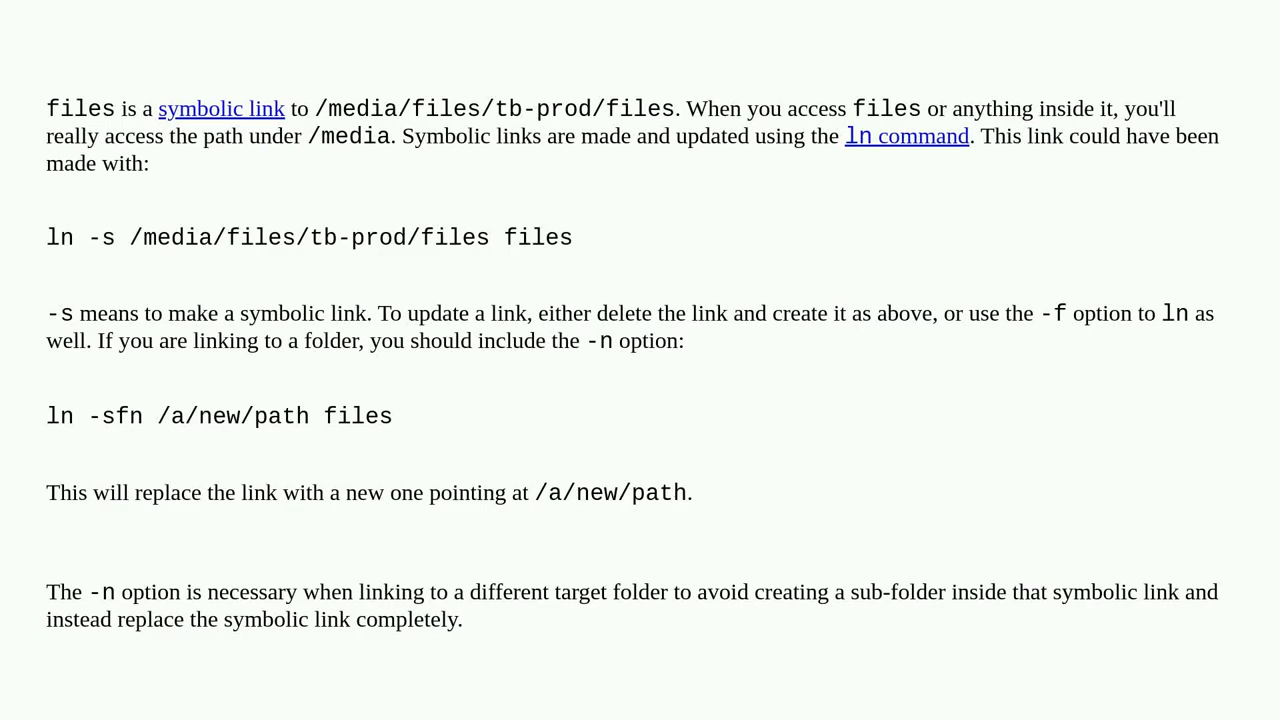 files is a symbolic link to /media/files/tb-prod/files. When you access files or anything inside it, you'll
really access the path under /media. Symbolic links are made and updated using the ln command. This link could have been
made with:
ln -s /media/files/tb-prod/files files
-s means to make a symbolic link. To update a link, either delete the link and create it as above, or use the -f option to ln as
well. If you are linking to a folder, you should include the -n option:
ln -sfn /a/new/path files
This will replace the link with a new one pointing at /a/new/path.
The -n option is necessary when linking to a different target folder to avoid creating a sub-folder inside that symbolic link and
instead replace the symbolic link completely.